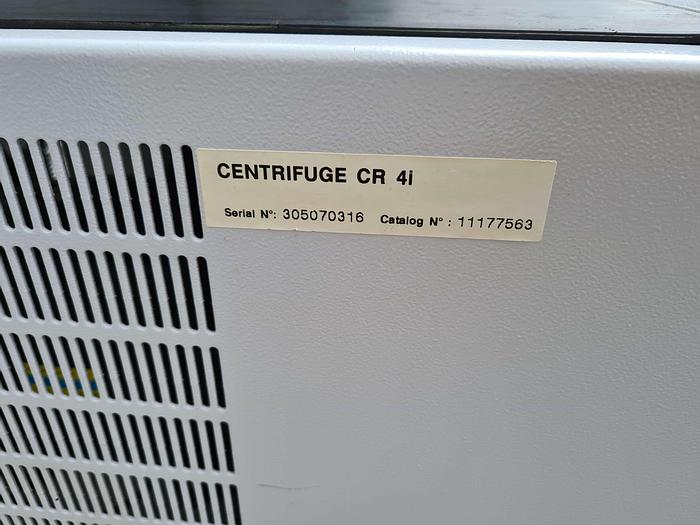 CENTRIFUGE CR 4i
Serial N°: 305070316 Catalog N° : 11177563